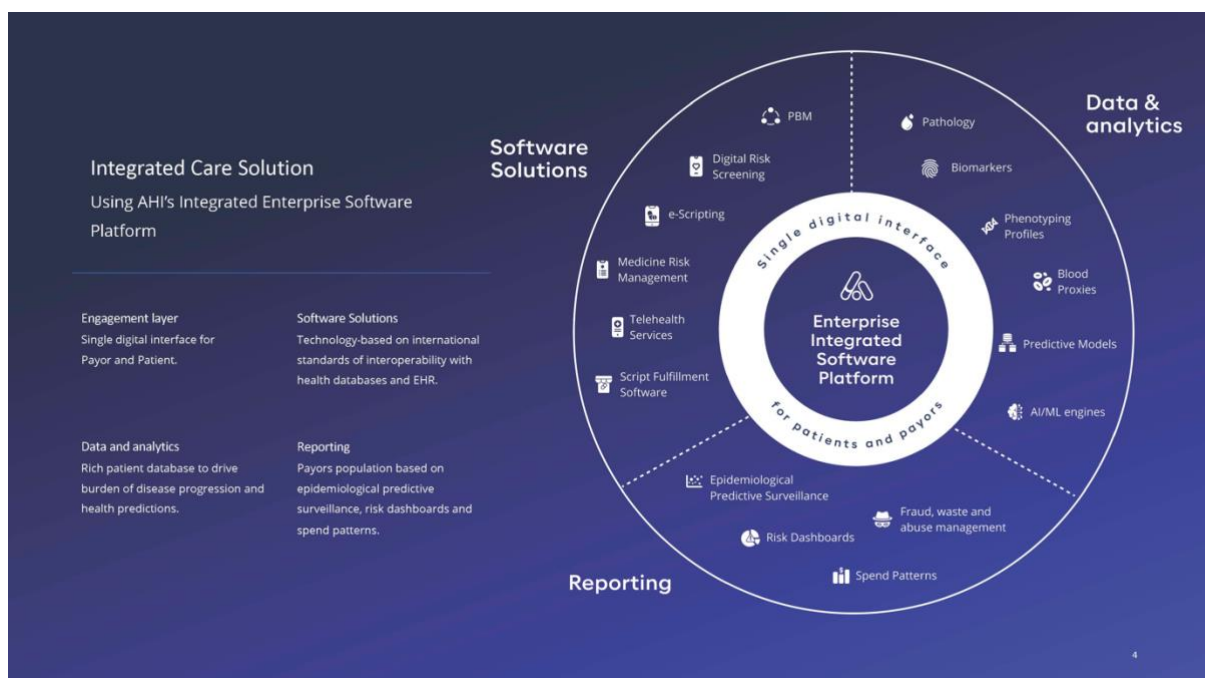 Integrated Care Solution
Using AHI's Integrated Enterprise Software
Platform
Engagement layer
Single digital interface for
Payor and Patient.
Software Solutions
Technology-based on international
standards of interoperability with
health databases and EHR.
Data and analytics
Rich patient database to drive
burden of disease progression and
health predictions.
Reporting
Payors population based on
epidemiological predictive
surveillance, risk dashboards and
spend patterns.
Software
Solutions
PBM
Digital Risk
Screening
e-Scripting
Medicine Risk
Management
Telehealth
Services
Script Fulfillment
Software
Data &
analytics
Pathology
Biomarkers
Phenotyping
Profiles
Blood
Proxies
Predictive Models
AI/ML engines
Single digital interface
Enterprise
Integrated
Software
Platform
for patients and payors
Reporting
Epidemiological
Predictive Surveillance
Fraud, waste and
abuse management
Risk Dashboards
Spend Patterns
4